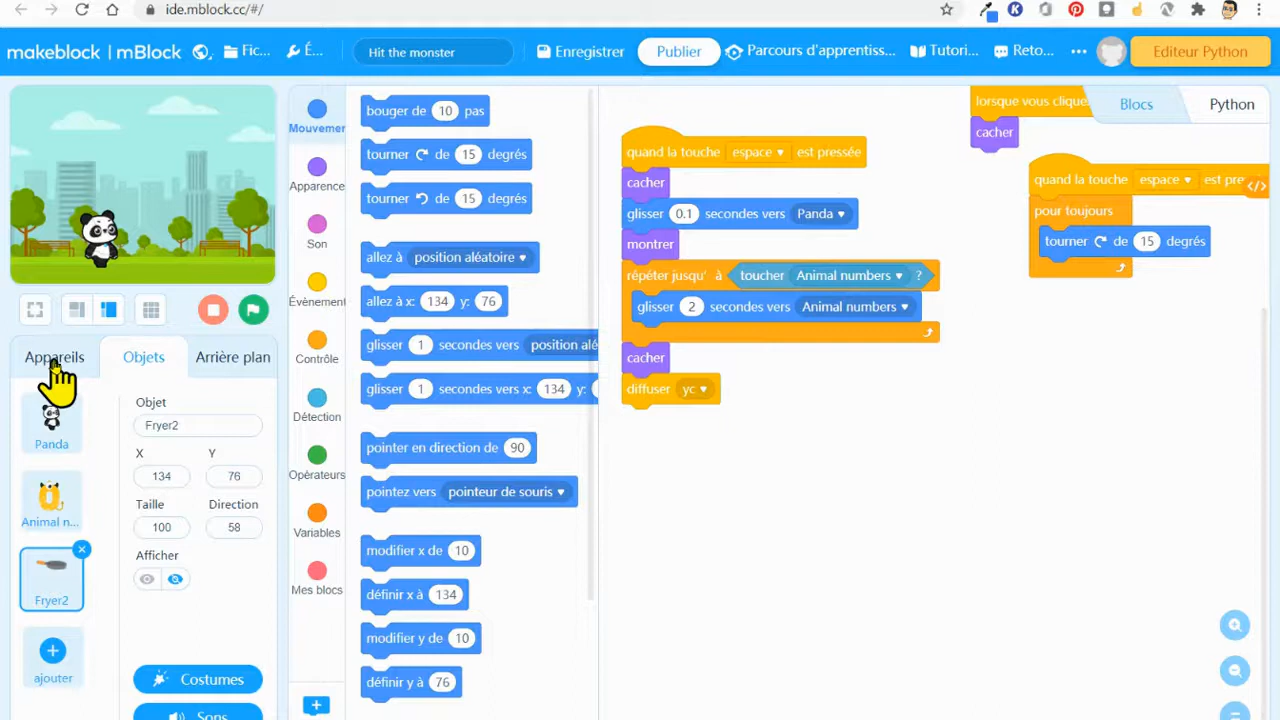 ide.mblock.cc/#/
makeblock | mBlock
Fic...
É...
Hit the monster
Enregistrer
Publier
Parcours d'apprentiss...
Tutori...
Reto...
Editeur Python
Appareils
Objets
Arrière plan
Panda
Animal n...
Fryer2
ajouter
Objet
Fryer2
X
Y
134
76
Taille
Direction
100
58
Afficher
Costumes
Sons
Mouvemen
Apparence
Son
Évènement
Contrôle
Détection
Opérateurs
Variables
Mes blocs
bouger de 10 pas
tourner de 15 degrés
tourner de 15 degrés
allez à position aléatoire
allez à x: 134 y: 76
glisser 1 secondes vers position alé
glisser 1 secondes vers x: 134 y:
pointer en direction de 90
pointez vers pointeur de souris
modifier x de 10
définir x à 134
modifier y de 10
définir y à 76
quand la touche espace est pressée
cacher
glisser 0.1 secondes vers Panda
montrer
répéter jusqu' à toucher Animal numbers ?
glisser 2 secondes vers Animal numbers
cacher
diffuser yc
lorsque vous clique
cacher
Blocs
Python
quand la touche espace est pre
pour toujours
tourner de 15 degrés